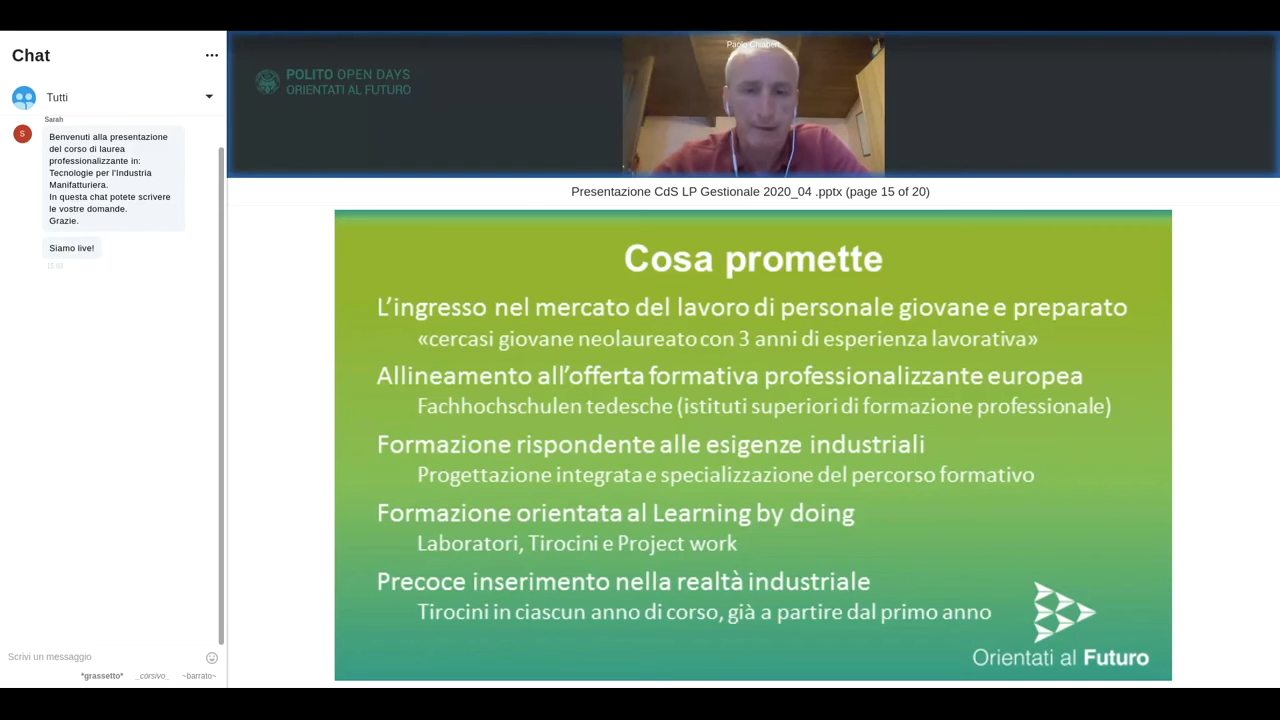 Chat
Tutti
Sarah
S
Benvenuti alla presentazione
del corso di laurea
professionalizzante in:
Tecnologie per l'Industria
Manifatturiera.
In questa chat potete scrivere
le vostre domande.
Grazie.
Siamo live!
15:03
Scrivi un messaggio
*grassetto* _corsivo_ ~barrato~
POLITO OPEN DAYS
ORIENTATI AL FUTURO
Presentazione CdS LP Gestionale 2020_04 .pptx (page 15 of 20)
Cosa promette
L'ingresso nel mercato del lavoro di personale giovane e preparato
«cercasi giovane neolaureato con 3 anni di esperienza lavorativa»
Allineamento all'offerta formativa professionalizzante europea
Fachhochschulen tedesche (istituti superiori di formazione professionale)
Formazione rispondente alle esigenze industriali
Progettazione integrata e specializzazione del percorso formativo
Formazione orientata al Learning by doing
Laboratori, Tirocini e Project work
Precoce inserimento nella realtà industriale
Tirocini in ciascun anno di corso, già a partire dal primo anno
Orientati al Futuro